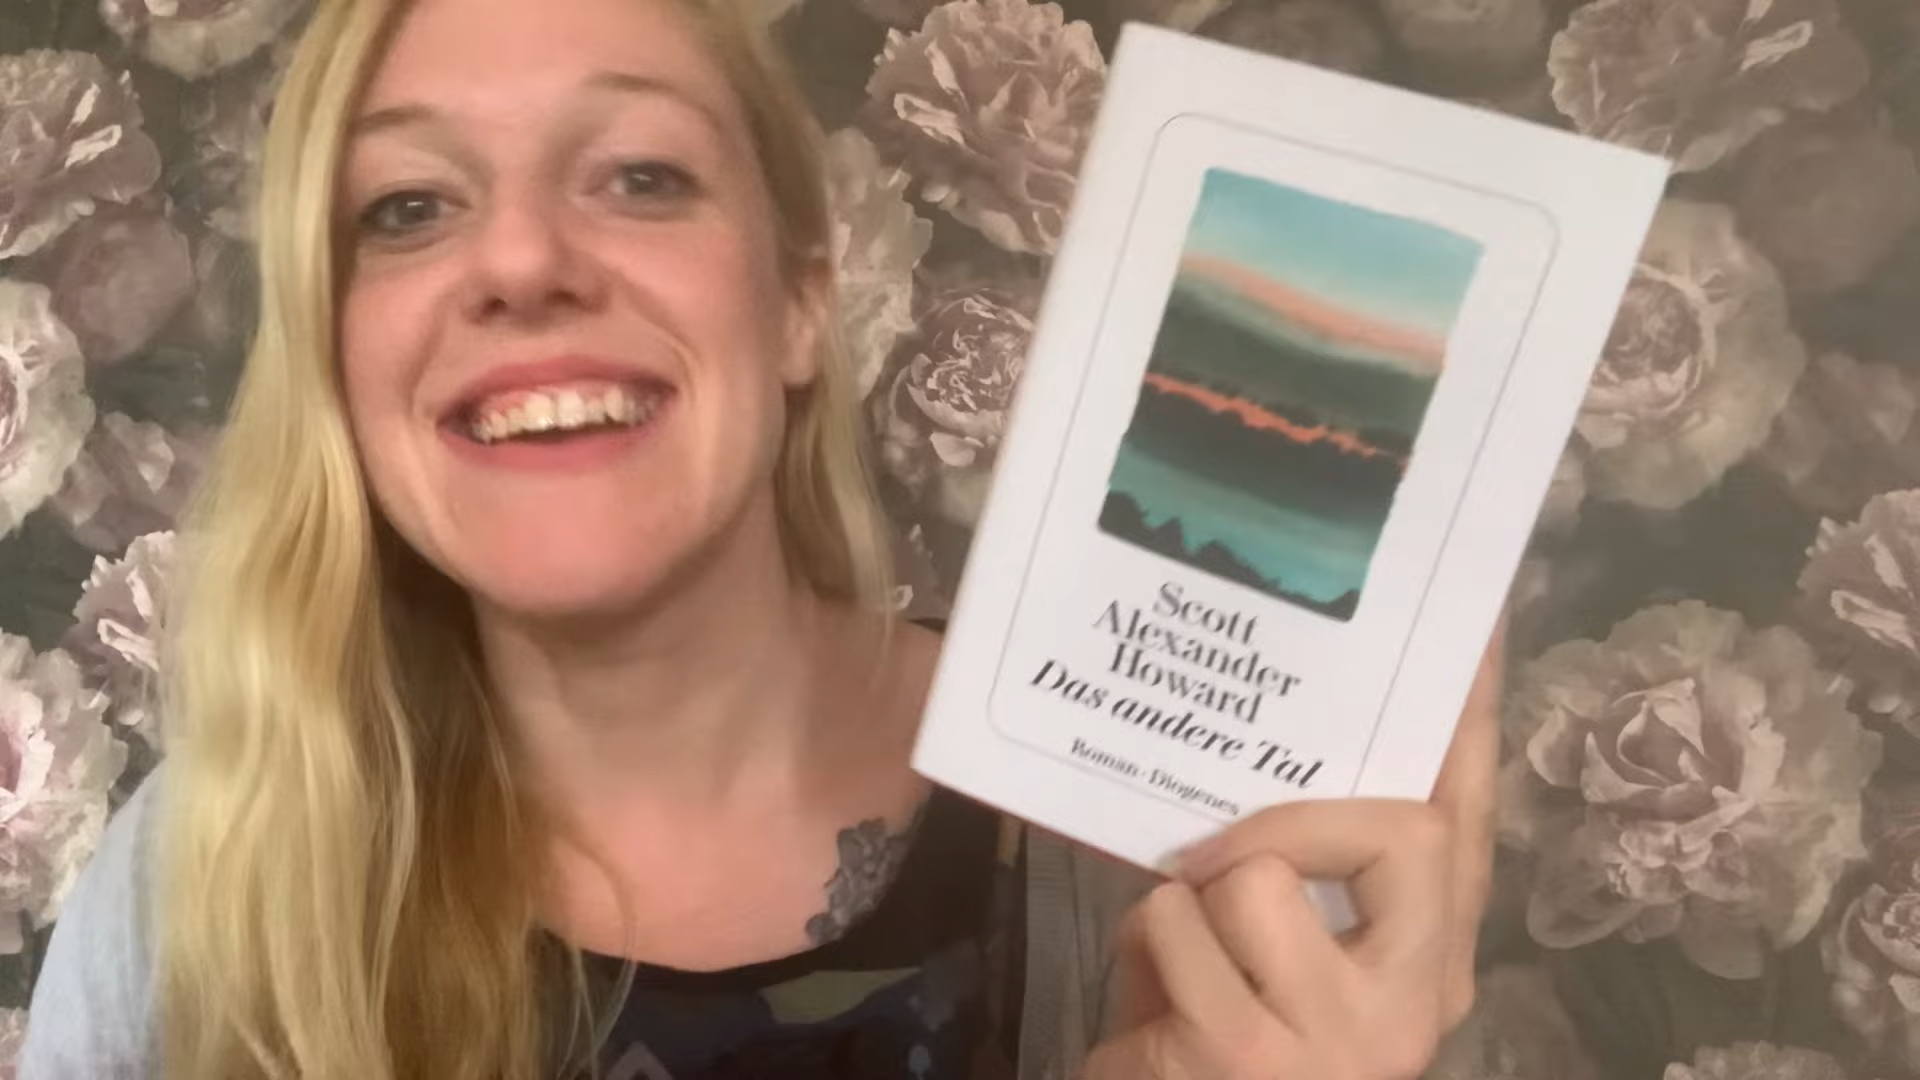 Scott
Alexander
Howard
Das andere Tal
Roman · Diogenes